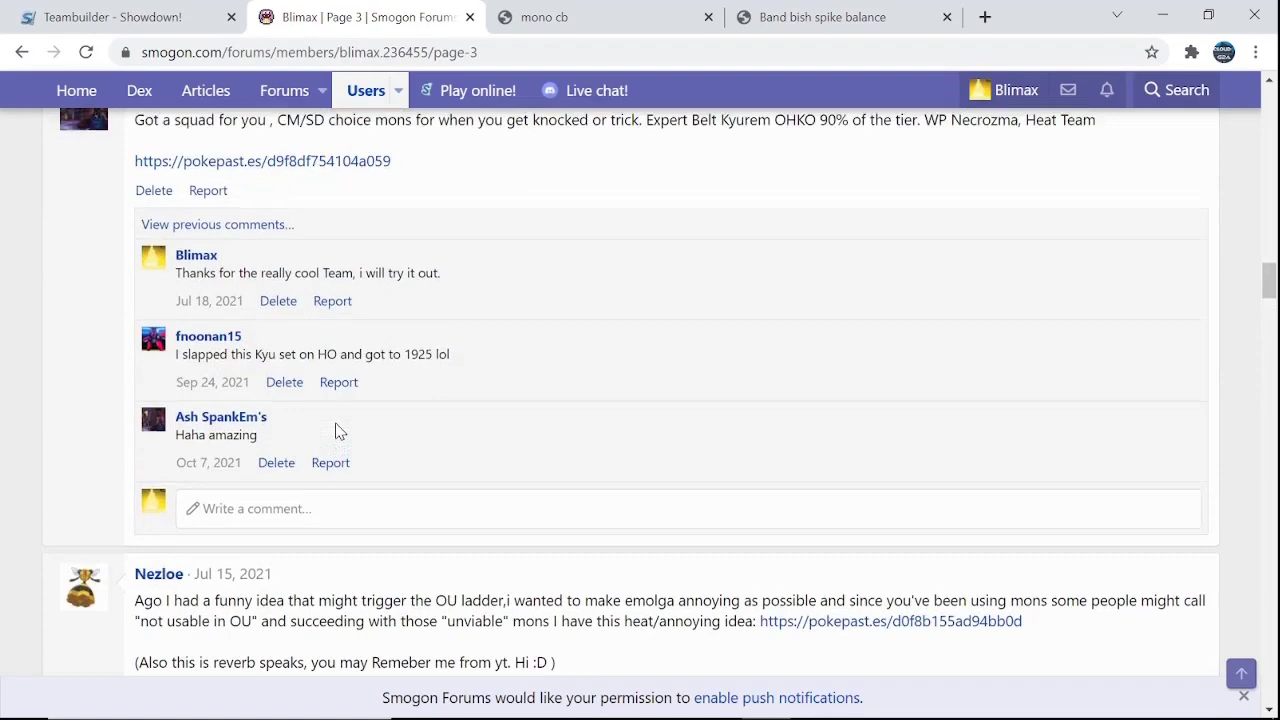 Teambuilder - Showdown!
Blimax | Page 3 | Smogon Forums
mono cb
Band bish spike balance
smogon.com/forums/members/blimax.236455/page-3
Home Dex Articles Forums Users Play online! Live chat! Blimax Search
Got a squad for you , CM/SD choice mons for when you get knocked or trick. Expert Belt Kyurem OHKO 90% of the tier. WP Necrozma, Heat Team
https://pokepast.es/d9f8df754104a059
Delete Report
View previous comments...
Blimax
Thanks for the really cool Team, i will try it out.
Jul 18, 2021 Delete Report
fnoonan15
I slapped this Kyu set on HO and got to 1925 lol
Sep 24, 2021 Delete Report
Ash SpankEm's
Haha amazing
Oct 7, 2021 Delete Report
Write a comment...
Nezloe · Jul 15, 2021
Ago I had a funny idea that might trigger the OU ladder,i wanted to make emolga annoying as possible and since you've been using mons some people might call
"not usable in OU" and succeeding with those "unviable" mons I have this heat/annoying idea: https://pokepast.es/d0f8b155ad94bb0d
(Also this is reverb speaks, you may Remeber me from yt. Hi :D )
Smogon Forums would like your permission to enable push notifications.